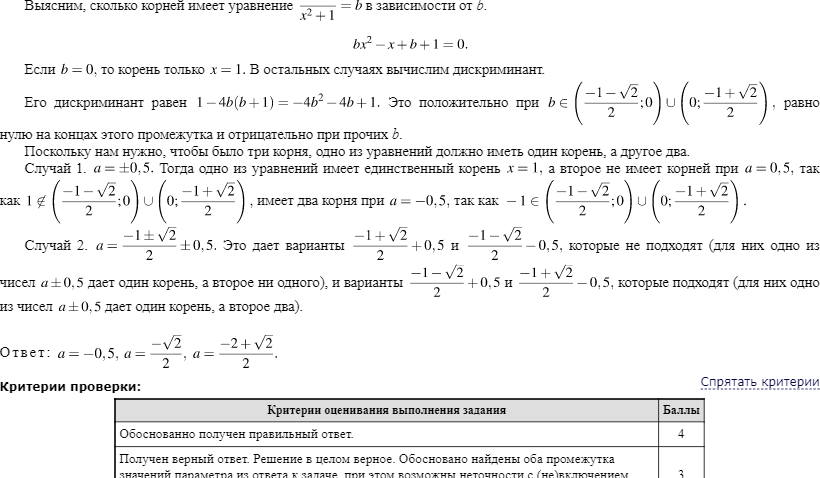 Выясним, сколько корней имеет уравнение $\frac{}{x^2+1} = b$ в зависимости от $b$.
$bx^2 - x + b + 1 = 0.$
Если $b = 0$, то корень только $x = 1$. В остальных случаях вычислим дискриминант.
Его дискриминант равен $1 - 4b(b+1) = -4b^2 - 4b + 1$. Это положительно при $b \in \left(\frac{-1-\sqrt{2}}{2}; 0\right) \cup \left(0; \frac{-1+\sqrt{2}}{2}\right)$, равно
нулю на концах этого промежутка и отрицательно при прочих $b$.
Поскольку нам нужно, чтобы было три корня, одно из уравнений должно иметь один корень, а другое два.
Случай 1. $a = \pm 0,5$. Тогда одно из уравнений имеет единственный корень $x = 1$, а второе не имеет корней при $a = 0,5$, так
как $1 \notin \left(\frac{-1-\sqrt{2}}{2}; 0\right) \cup \left(0; \frac{-1+\sqrt{2}}{2}\right)$, имеет два корня при $a = -0,5$, так как $-1 \in \left(\frac{-1-\sqrt{2}}{2}; 0\right) \cup \left(0; \frac{-1+\sqrt{2}}{2}\right)$.
Случай 2. $a = \frac{-1 \pm \sqrt{2}}{2} \pm 0,5$. Это дает варианты $\frac{-1+\sqrt{2}}{2} + 0,5$ и $\frac{-1-\sqrt{2}}{2} - 0,5$, которые не подходят (для них одно из
чисел $a \pm 0,5$ дает один корень, а второе ни одного), и варианты $\frac{-1-\sqrt{2}}{2} + 0,5$ и $\frac{-1+\sqrt{2}}{2} - 0,5$, которые подходят (для них одно
из чисел $a \pm 0,5$ дает один корень, а второе два).
Ответ: $a = -0,5$, $a = \frac{-\sqrt{2}}{2}$, $a = \frac{-2+\sqrt{2}}{2}$.
Критерии проверки:
Спрятать критерии
Критерии оценивания выполнения задания Баллы
Обоснованно получен правильный ответ. 4
Получен верный ответ. Решение в целом верное. Обосновано найдены оба промежутка
значений параметра из ответа к задаче, при этом возможны неточности с (не)включением 3